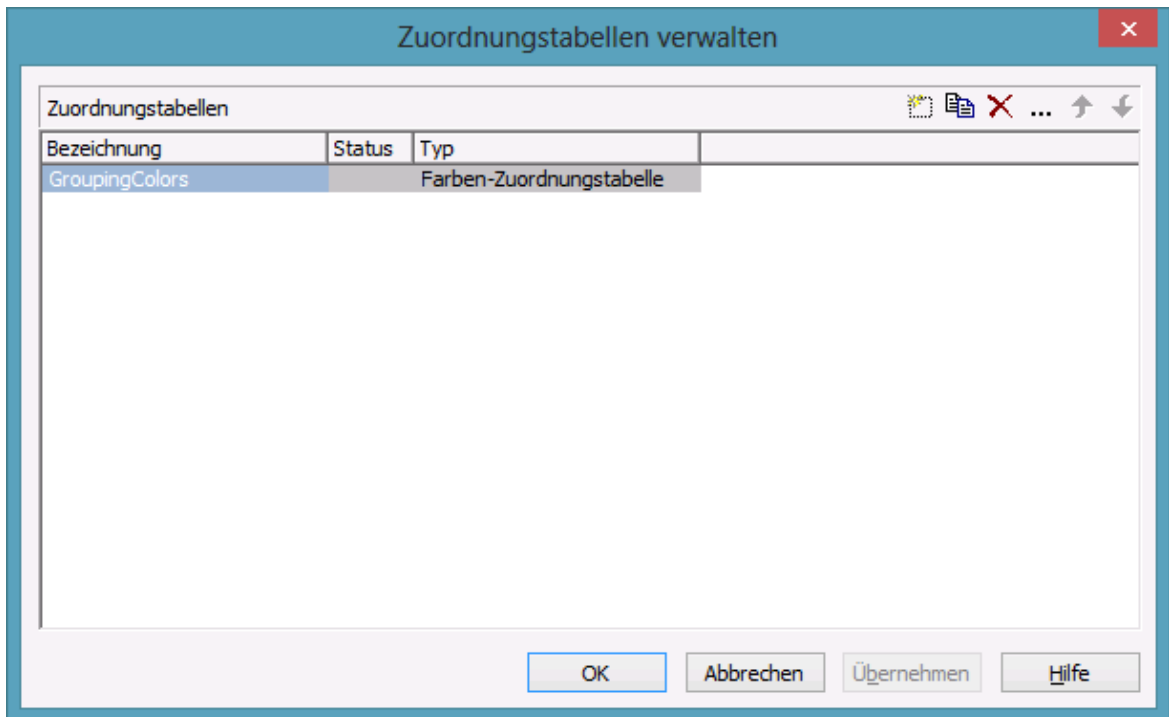 Zuordnungstabellen verwalten
Zuordnungstabellen ...
Bezeichnung Status Typ
GroupingColors Farben-Zuordnungstabelle
OK Abbrechen Übernehmen Hilfe